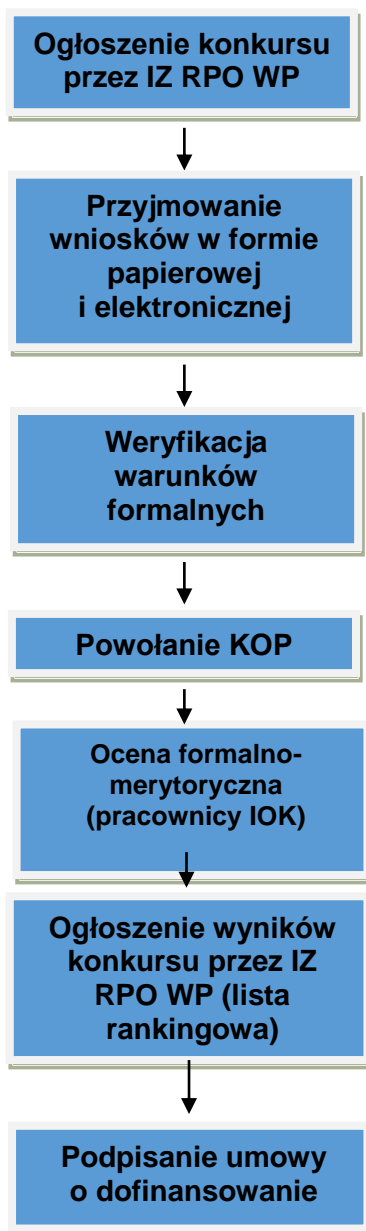 Ogłoszenie konkursu
przez IZ RPO WP
Przyjmowanie
wniosków w formie
papierowej
i elektronicznej
Weryfikacja
warunków
formalnych
Powołanie KOP
Ocena formalno-
merytoryczna
(pracownicy IOK)
Ogłoszenie wyników
konkursu przez IZ
RPO WP (lista
rankingowa)
Podpisanie umowy
o dofinansowanie